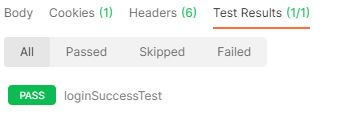 Body Cookies (1) Headers (6) Test Results (1/1)
All Passed Skipped Failed
PASS loginSuccessTest